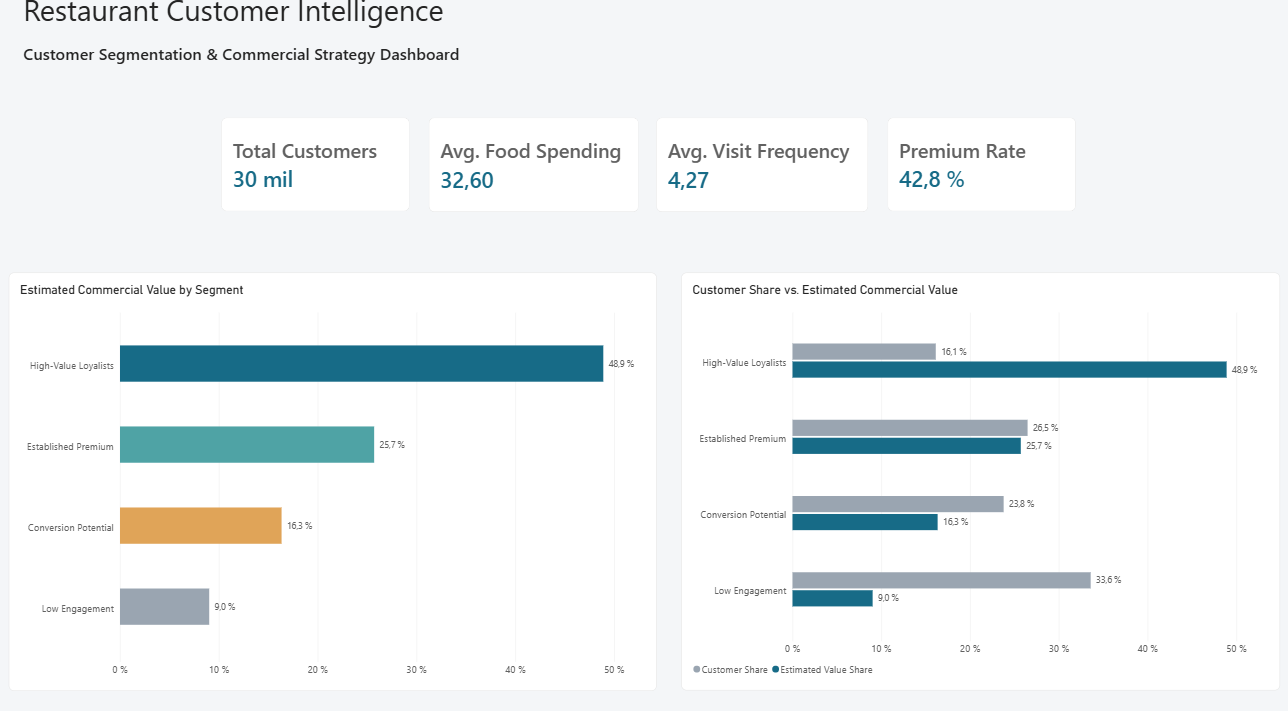 Restaurant Customer Intelligence
Customer Segmentation & Commercial Strategy Dashboard
Total Customers
30 mil
Avg. Food Spending
32,60
Avg. Visit Frequency
4,27
Premium Rate
42,8 %
Estimated Commercial Value by Segment
High-Value Loyalists
48,9 %
Established Premium
25,7 %
Conversion Potential
16,3 %
Low Engagement
9,0 %
0 % 10 % 20 % 30 % 40 % 50 %
Customer Share vs. Estimated Commercial Value
High-Value Loyalists
16,1 %
48,9 %
Established Premium
26,5 %
25,7 %
Conversion Potential
23,8 %
16,3 %
Low Engagement
33,6 %
9,0 %
0 % 10 % 20 % 30 % 40 % 50 %
Customer Share Estimated Value Share